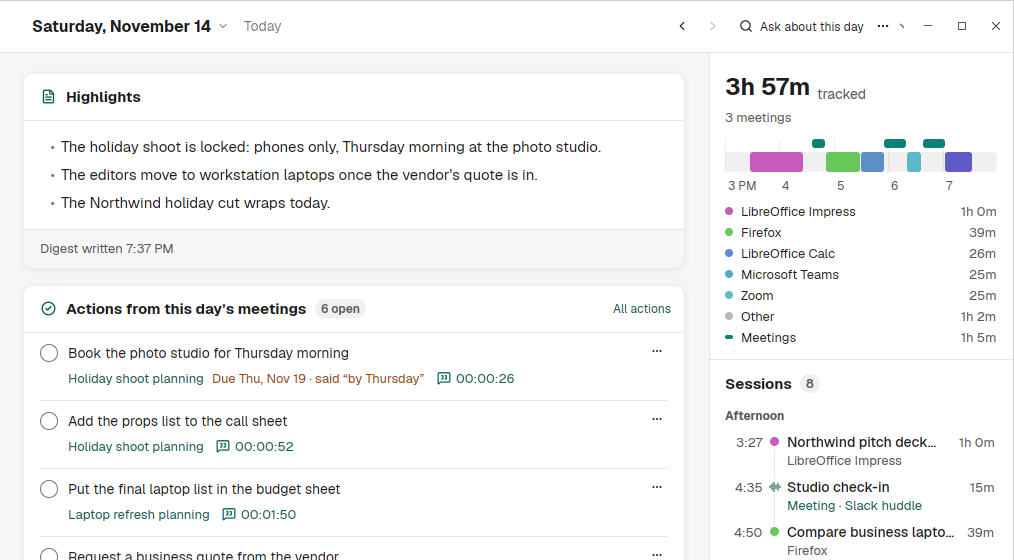 Saturday, November 14
Today
Ask about this day
Highlights
• The holiday shoot is locked: phones only, Thursday morning at the photo studio.
• The editors move to workstation laptops once the vendor's quote is in.
• The Northwind holiday cut wraps today.
Digest written 7:37 PM
Actions from this day's meetings
6 open
All actions
Book the photo studio for Thursday morning
Holiday shoot planning Due Thu, Nov 19 · said “by Thursday” 00:00:26
Add the props list to the call sheet
Holiday shoot planning 00:00:52
Put the final laptop list in the budget sheet
Laptop refresh planning 00:01:50
Request a business quote from the vendor
3h 57m tracked
3 meetings
3 PM 4 5 6 7
LibreOffice Impress 1h 0m
Firefox 39m
LibreOffice Calc 26m
Microsoft Teams 25m
Zoom 25m
Other 1h 2m
Meetings 1h 5m
Sessions 8
Afternoon
3:27 Northwind pitch deck... 1h 0m
LibreOffice Impress
4:35 Studio check-in 15m
Meeting · Slack huddle
4:50 Compare business lapto... 39m
Firefox